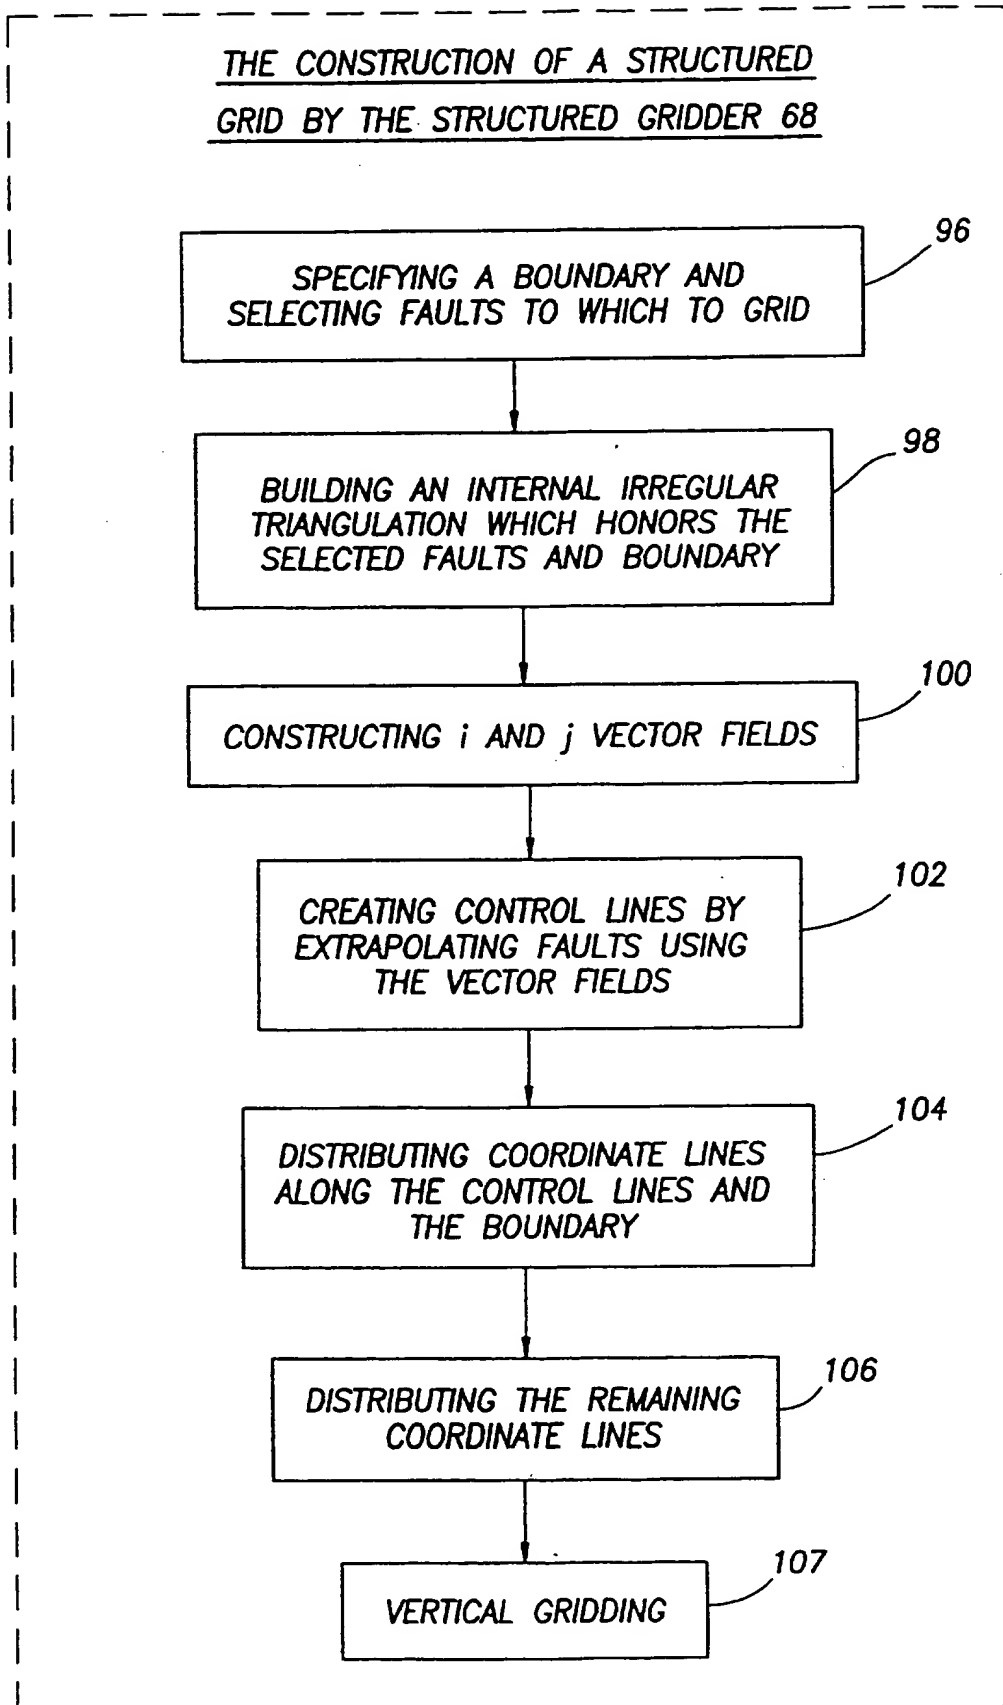 THE CONSTRUCTION OF A STRUCTURED
GRID BY THE STRUCTURED GRIDDER 68
96
SPECIFYING A BOUNDARY AND
SELECTING FAULTS TO WHICH TO GRID
98
BUILDING AN INTERNAL IRREGULAR
TRIANGULATION WHICH HONORS THE
SELECTED FAULTS AND BOUNDARY
100
CONSTRUCTING i AND j VECTOR FIELDS
102
CREATING CONTROL LINES BY
EXTRAPOLATING FAULTS USING
THE VECTOR FIELDS
104
DISTRIBUTING COORDINATE LINES
ALONG THE CONTROL LINES AND
THE BOUNDARY
106
DISTRIBUTING THE REMAINING
COORDINATE LINES
107
VERTICAL GRIDDING